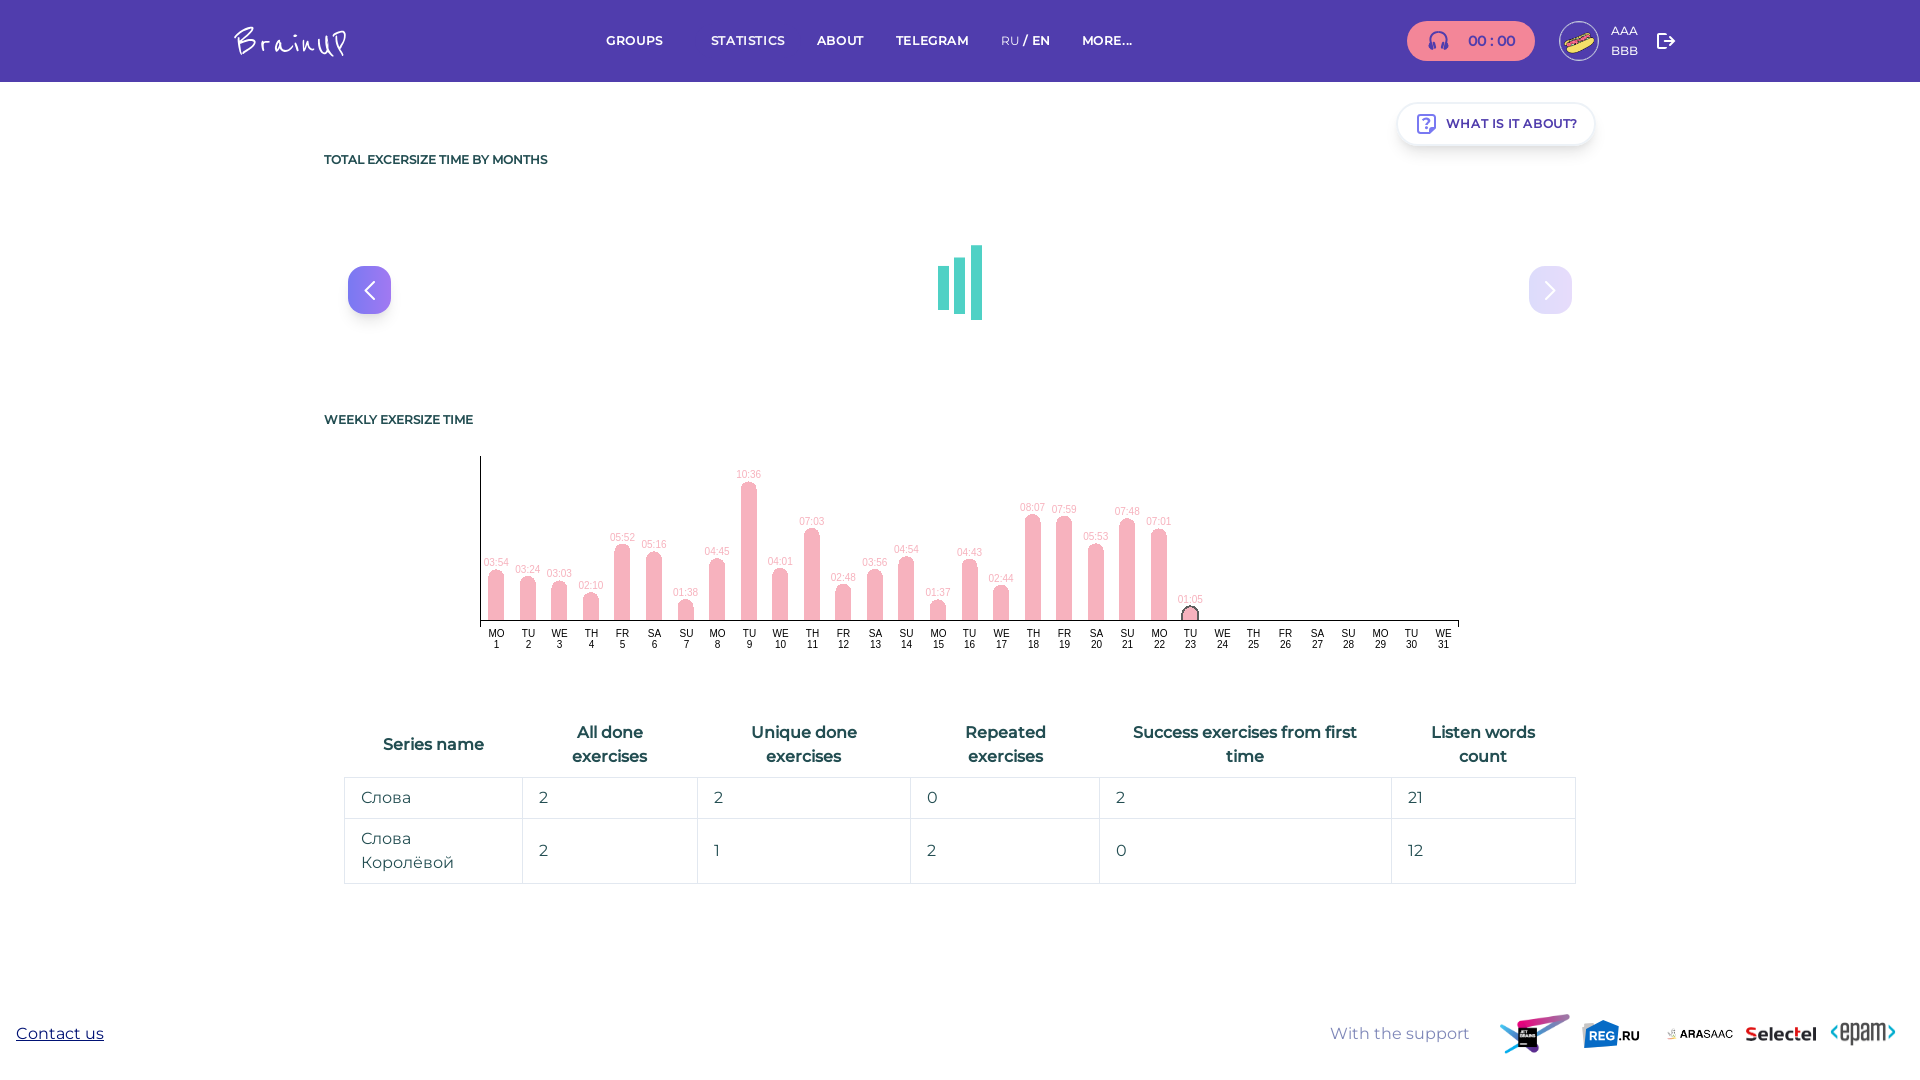 BrainUP
GROUPS STATISTICS ABOUT TELEGRAM RU / EN MORE...
00 : 00
AAA
BBB
WHAT IS IT ABOUT?
TOTAL EXCERSIZE TIME BY MONTHS
WEEKLY EXERSIZE TIME
03:54 03:24 03:03 02:10 05:52 05:16 01:38 04:45 10:36 04:01 07:03 02:48 03:56 04:54 01:37 04:43 02:44 08:07 07:59 05:53 07:48 07:01 01:05
MO TU WE TH FR SA SU MO TU WE TH FR SA SU MO TU WE TH FR SA SU MO TU WE TH FR SA SU MO TU WE
1 2 3 4 5 6 7 8 9 10 11 12 13 14 15 16 17 18 19 20 21 22 23 24 25 26 27 28 29 30 31
Series name All done exercises Unique done exercises Repeated exercises Success exercises from first time Listen words count
Слова 2 2 0 2 21
Слова Королёвой 2 1 2 0 12
Contact us
With the support
JET BRAINS
REG.RU
ARASAAC
Selectel
<epam>